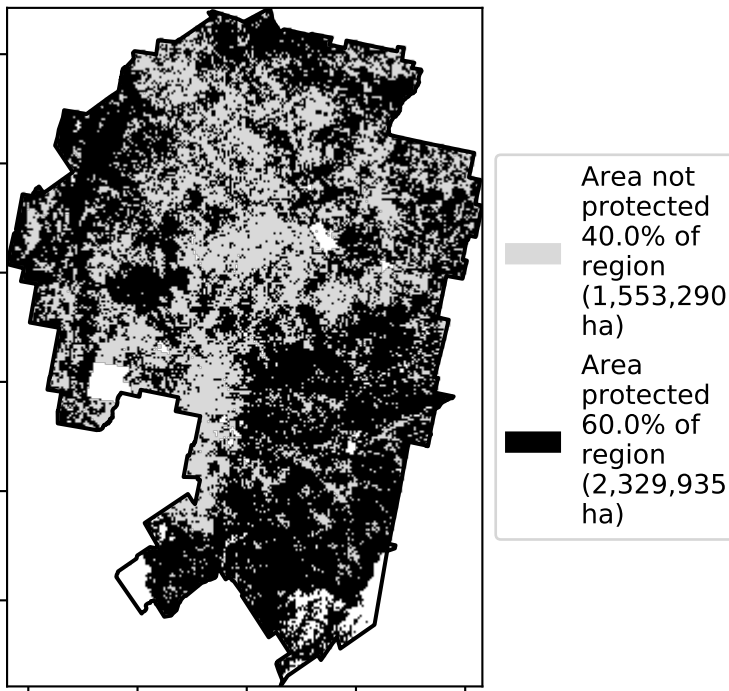 Area not
protected
40.0% of
region
(1,553,290
ha)
Area
protected
60.0% of
region
(2,329,935
ha)